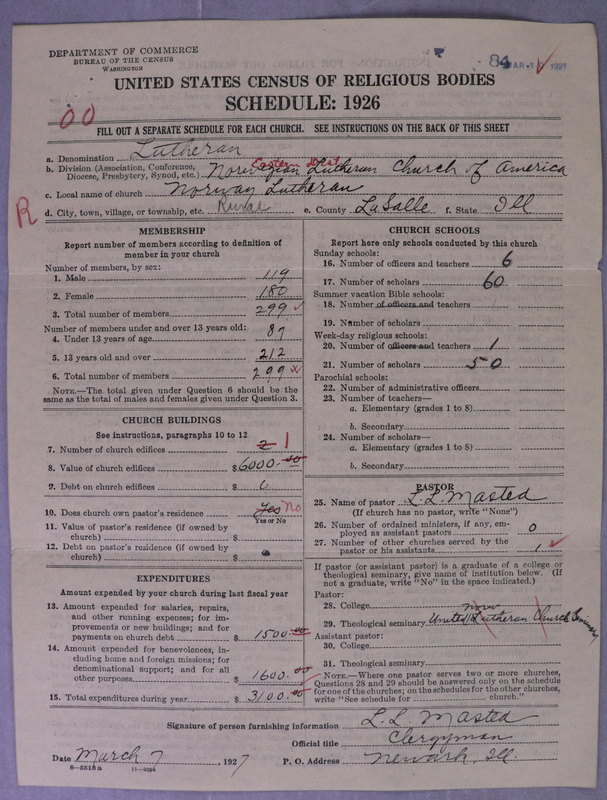 DEPARTMENT OF COMMERCE
BUREAU OF THE CENSUS
WASHINGTON
84 MAR 10 1927
UNITED STATES CENSUS OF RELIGIOUS BODIES
SCHEDULE: 1926
00
FILL OUT A SEPARATE SCHEDULE FOR EACH CHURCH. SEE INSTRUCTIONS ON THE BACK OF THIS SHEET
a. Denomination Lutheran
Eastern Dist
b. Division (Association, Conference, Diocese, Presbytery, Synod, etc.) Norwegian Lutheran Church of America
c. Local name of church Norway Lutheran
R
d. City, town, village, or township, etc. Rural e. County LaSalle f. State Ill
MEMBERSHIP
Report number of members according to definition of
member in your church
Number of members, by sex:
1. Male 119
2. Female 180
3. Total number of members 299
Number of members under and over 13 years old:
4. Under 13 years of age 87
5. 13 years old and over 212
6. Total number of members 299
NOTE.—The total given under Question 6 should be the
same as the total of males and females given under Question 3.
CHURCH BUILDINGS
See instructions, paragraphs 10 to 12
7. Number of church edifices 2 1
8. Value of church edifices $6000.00
9. Debt on church edifices $ 0
10. Does church own pastor's residence? Yes No
Yes or No
11. Value of pastor's residence (if owned by
church) $
12. Debt on pastor's residence (if owned by
church) $
EXPENDITURES
Amount expended by your church during last fiscal year
13. Amount expended for salaries, repairs,
and other running expenses; for im-
provements or new buildings; and for
payments on church debt $ 1500.00
14. Amount expended for benevolences, in-
cluding home and foreign missions; for
denominational support; and for all
other purposes $ 1600.00
15. Total expenditures during year $ 3100.00
CHURCH SCHOOLS
Report here only schools conducted by this church
Sunday schools:
16. Number of officers and teachers 6
17. Number of scholars 60
Summer vacation Bible schools:
18. Number of officers and teachers
19. Number of scholars
Week-day religious schools:
20. Number of officers and teachers 1
21. Number of scholars 50
Parochial schools:
22. Number of administrative officers
23. Number of teachers—
a. Elementary (grades 1 to 8)
b. Secondary
24. Number of scholars—
a. Elementary (grades 1 to 8)
b. Secondary
PASTOR
25. Name of pastor L. L. Masted
(If church has no pastor, write "None")
26. Number of ordained ministers, if any, em-
ployed as assistant pastors 0
27. Number of other churches served by the
pastor or his assistants 1
If pastor (or assistant pastor) is a graduate of a college or
theological seminary, give name of institution below. (If
not a graduate, write "No" in the space indicated.)
Pastor:
28. College
29. Theological seminary United Lutheran Church Seminary
Assistant pastor:
30. College
31. Theological seminary
NOTE.—Where one pastor serves two or more churches,
Questions 28 and 29 should be answered only on the schedule
for one of the churches; on the schedules for the other churches,
write "See schedule for church."
Signature of person furnishing information L. L. Masted
Official title Clergyman
Date March 7, 1927 P. O. Address Newark, Ill
8—5518a 11—9094